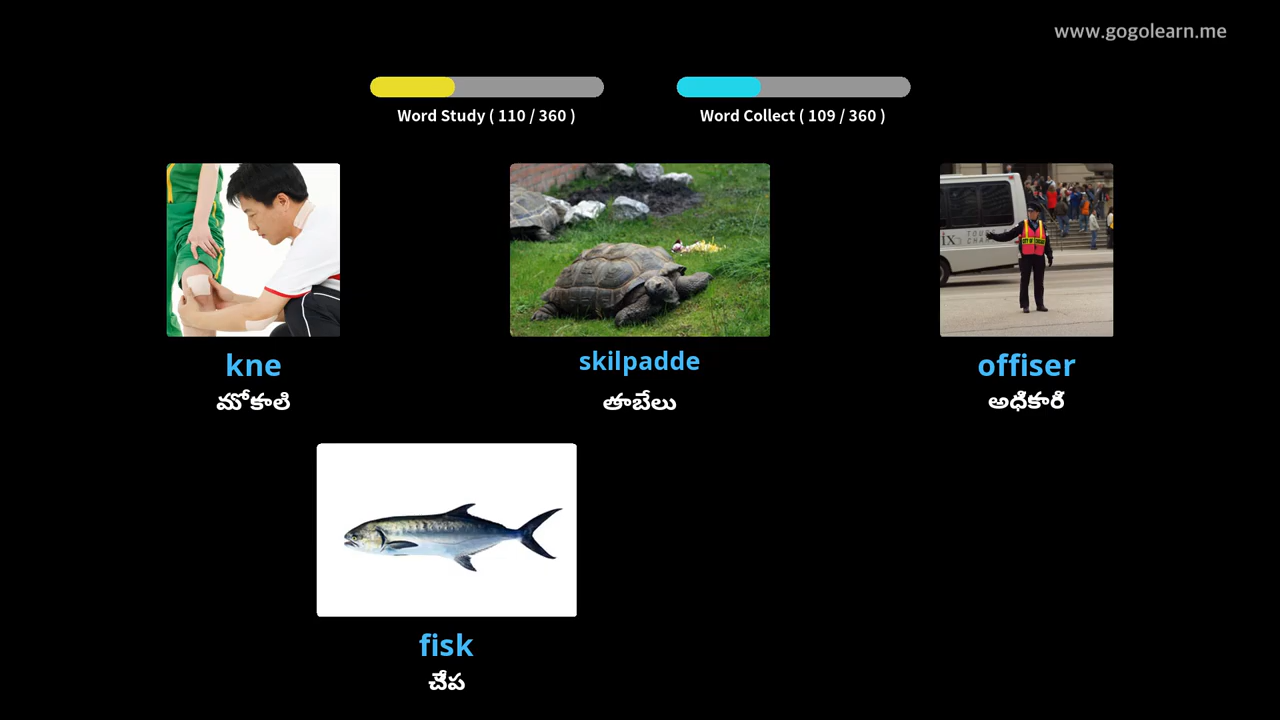 www.gogolearn.me
Word Study ( 110 / 360 )
Word Collect ( 109 / 360 )
kne
మోకాలి
skilpadde
తాబేలు
offiser
అధికారి
fisk
చేప